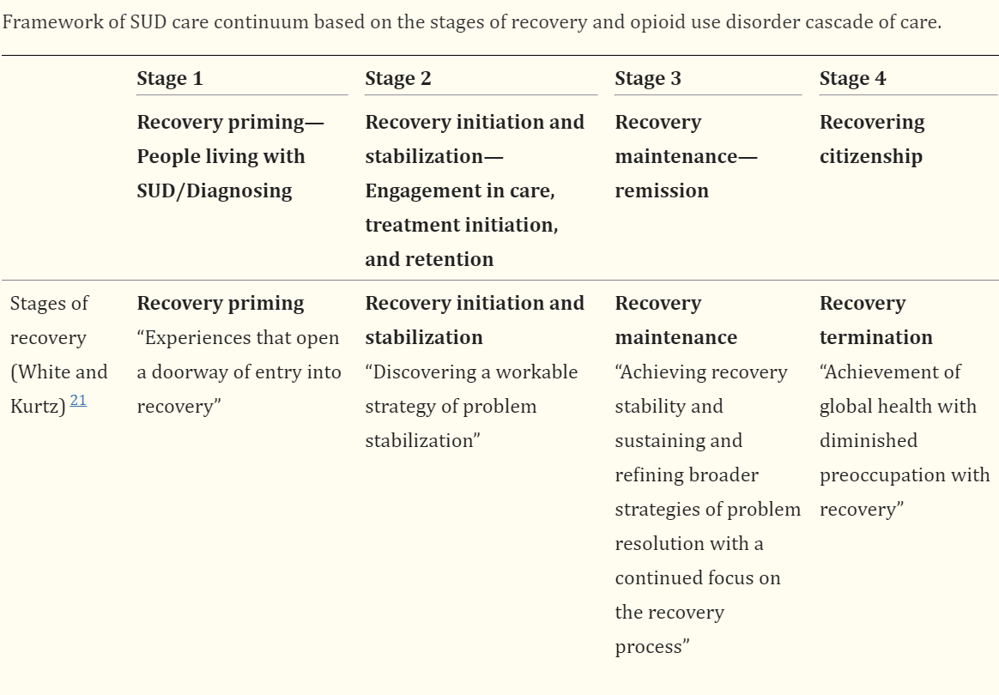 Framework of SUD care continuum based on the stages of recovery and opioid use disorder cascade of care.
Stage 1
Stage 2
Stage 3
Stage 4
Recovery priming—
People living with
SUD/Diagnosing
Recovery initiation and
stabilization—
Engagement in care,
treatment initiation,
and retention
Recovery
maintenance—
remission
Recovering
citizenship
Stages of
recovery
(White and
Kurtz) 21
Recovery priming
“Experiences that open
a doorway of entry into
recovery”
Recovery initiation and
stabilization
“Discovering a workable
strategy of problem
stabilization”
Recovery
maintenance
“Achieving recovery
stability and
sustaining and
refining broader
strategies of problem
resolution with a
continued focus on
the recovery
process”
Recovery
termination
“Achievement of
global health with
diminished
preoccupation with
recovery”